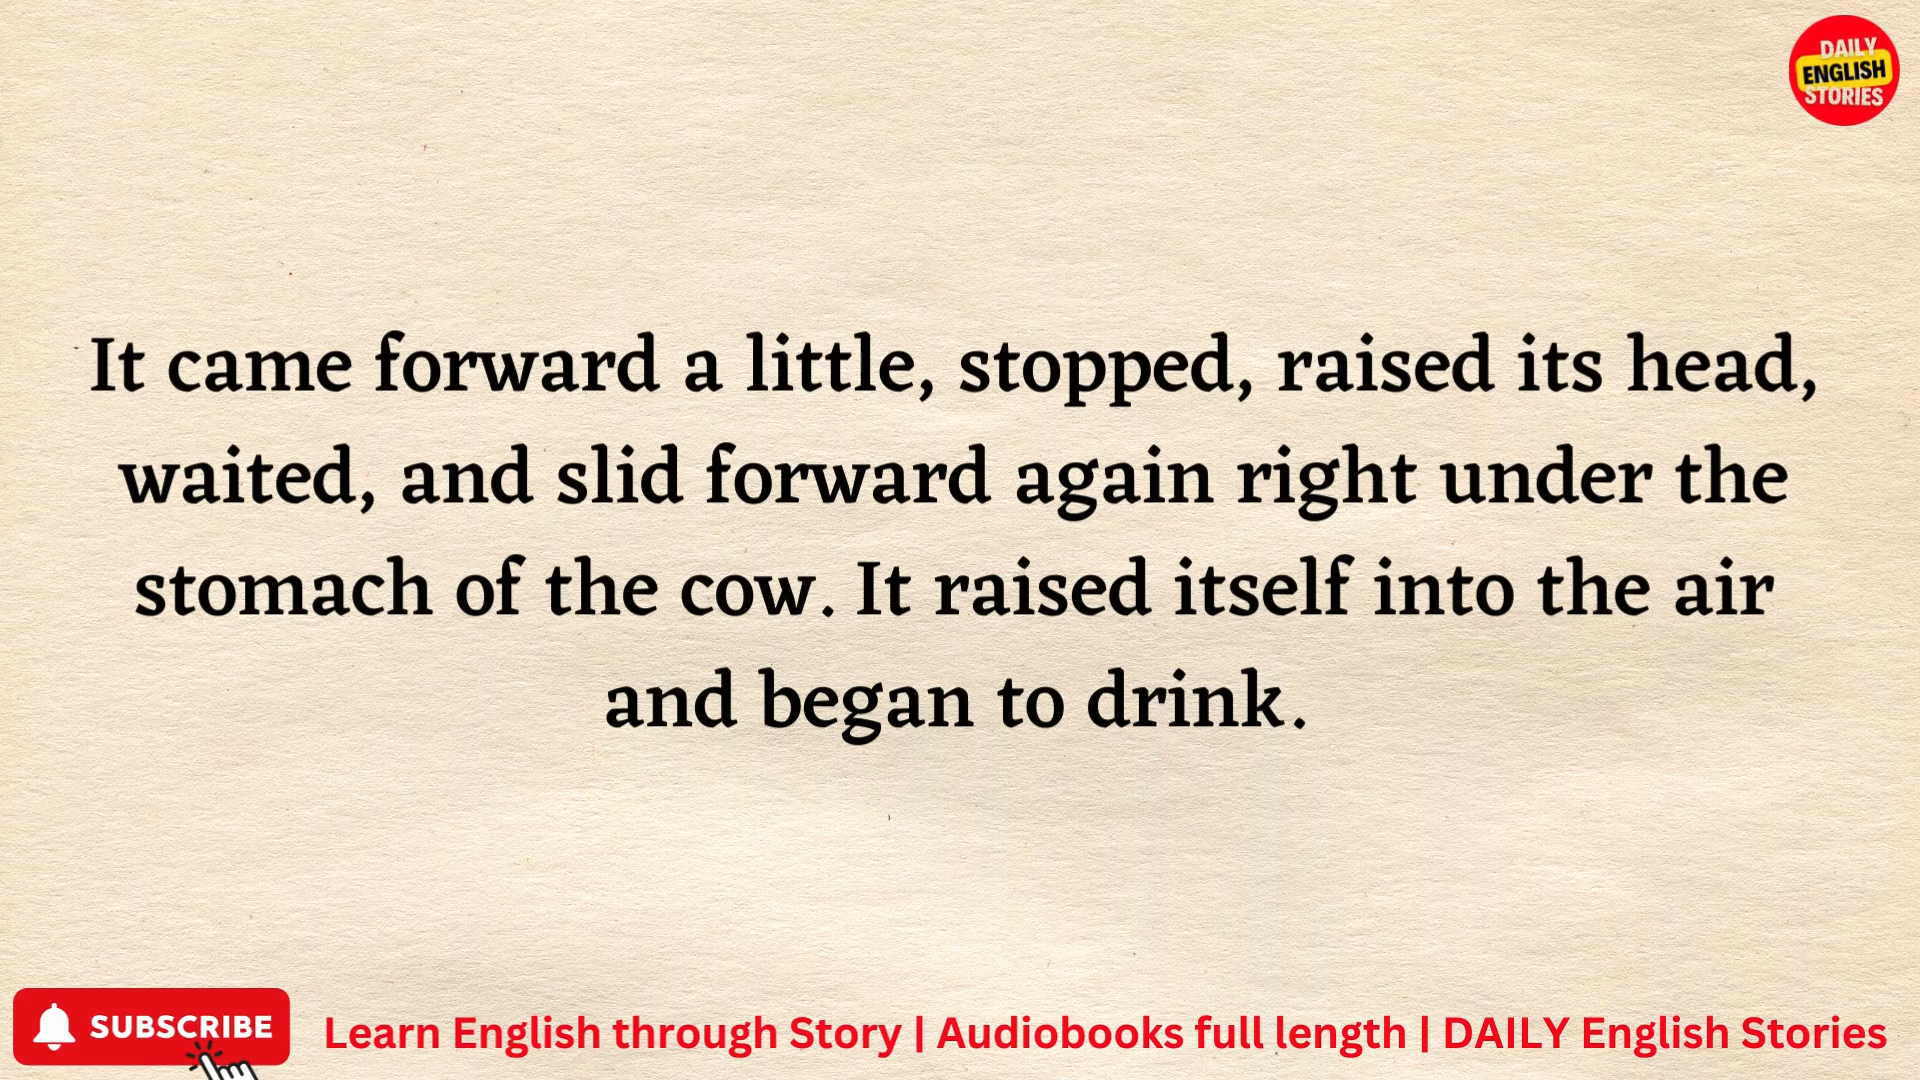 DAILY
ENGLISH
STORIES
It came forward a little, stopped, raised its head,
waited, and slid forward again right under the
stomach of the cow. It raised itself into the air
and began to drink.
SUBSCRIBE
Learn English through Story | Audiobooks full length | DAILY English Stories